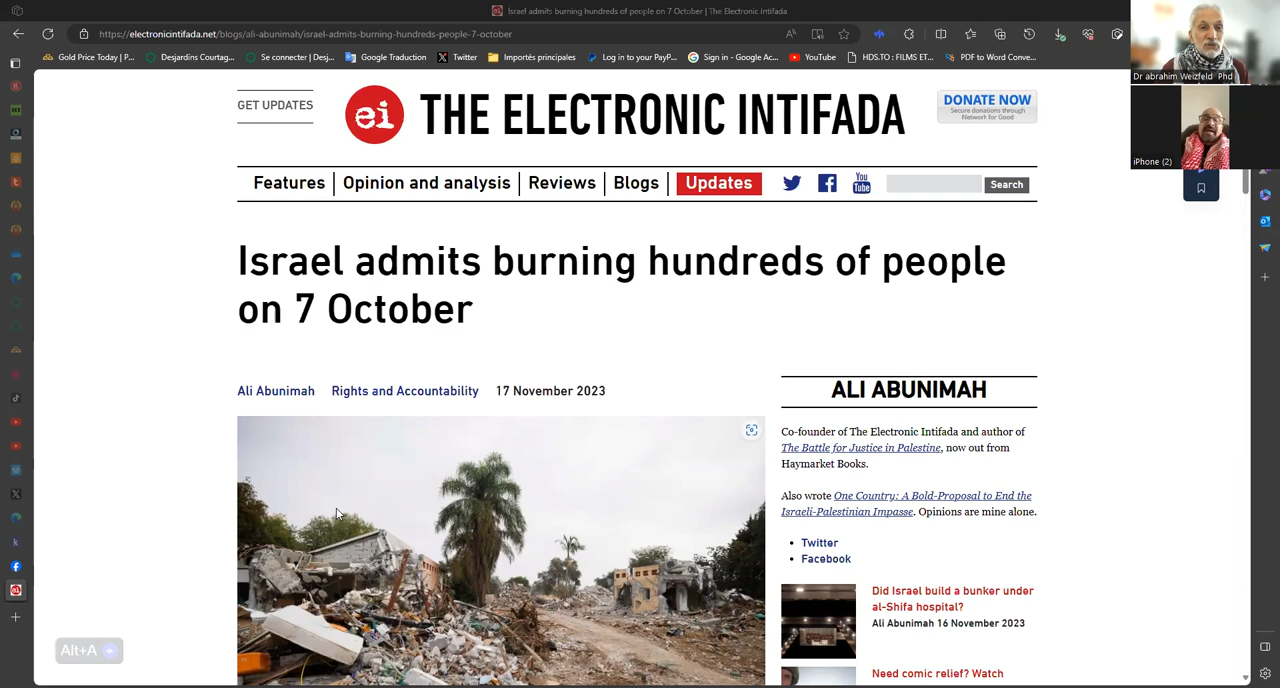 Israel admits burning hundreds of people on 7 October | The Electronic Intifada
https://electronicintifada.net/blogs/ali-abunimah/israel-admits-burning-hundreds-people-7-october
Gold Price Today | P...
Desjardins Courtag...
Se connecter | Desj...
Google Traduction
Twitter
Importés principales
Log in to your PayP...
Sign in - Google Ac...
YouTube
HDS.TO : FILMS ET...
PDF to Word Conve...
Dr abrahim Weizfeld Phd
iPhone (2)
GET UPDATES
ei
THE ELECTRONIC INTIFADA
DONATE NOW
Secure donations through
Network for Good
Features
Opinion and analysis
Reviews
Blogs
Updates
You
Tube
Search
Israel admits burning hundreds of people
on 7 October
Ali Abunimah
Rights and Accountability
17 November 2023
ALI ABUNIMAH
Co-founder of The Electronic Intifada and author of
The Battle for Justice in Palestine, now out from
Haymarket Books.
Also wrote One Country: A Bold-Proposal to End the
Israeli-Palestinian Impasse. Opinions are mine alone.
Twitter
Facebook
Did Israel build a bunker under
al-Shifa hospital?
Ali Abunimah 16 November 2023
Need comic relief? Watch
Alt+A